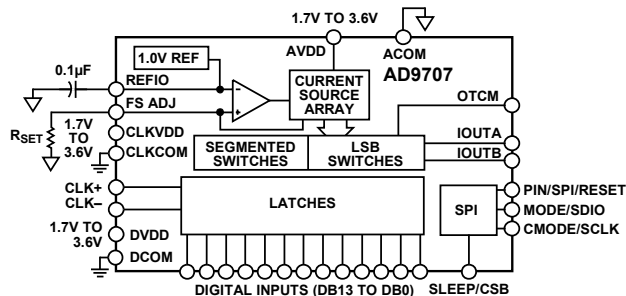 1.7V TO 3.6V
AVDD
ACOM
AD9707
1.0V REF
0.1µF
REFIO
FS ADJ
CURRENT
SOURCE
ARRAY
OTCM
RSET
1.7V
TO
3.6V
CLKVDD
CLKCOM
SEGMENTED
SWITCHES
LSB
SWITCHES
IOUTA
IOUTB
CLK+
CLK–
LATCHES
SPI
PIN/SPI/RESET
MODE/SDIO
CMODE/SCLK
1.7V TO
3.6V
DVDD
DCOM
DIGITAL INPUTS (DB13 TO DB0)
SLEEP/CSB